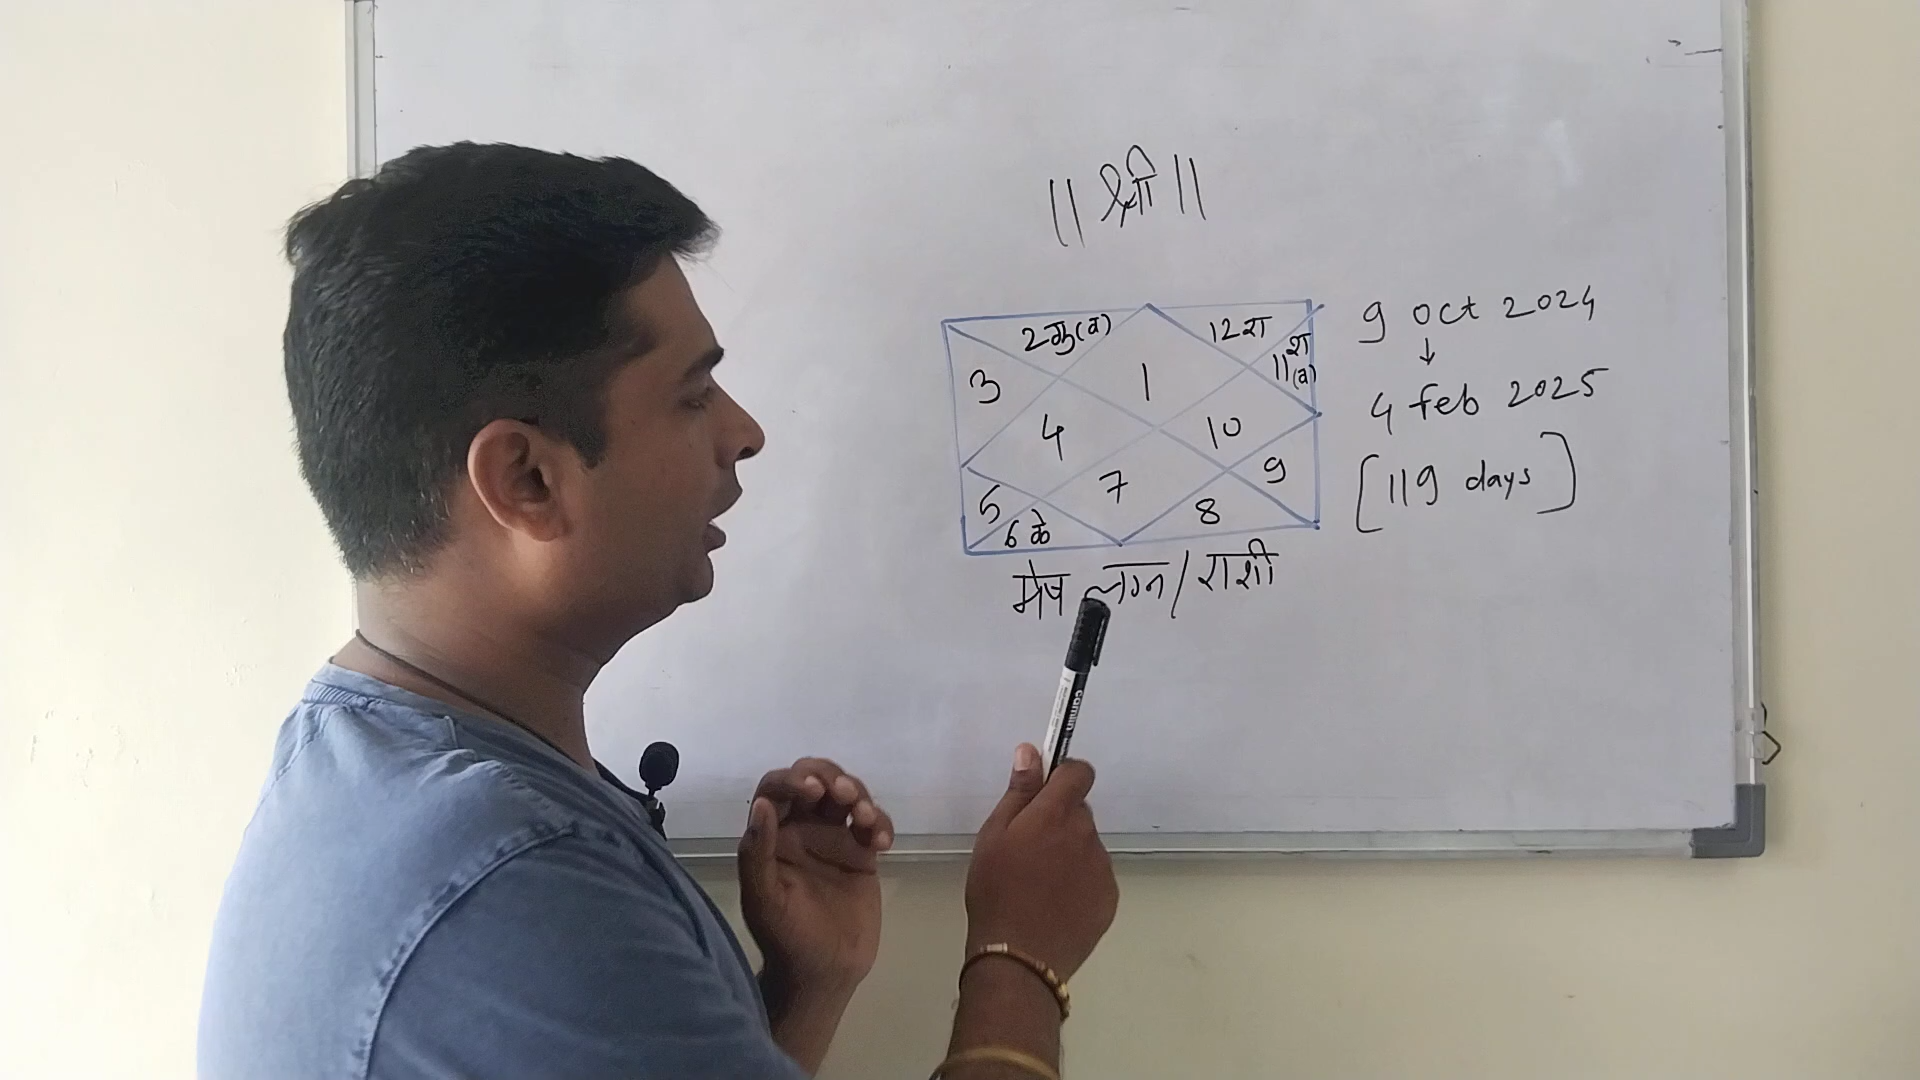 || श्री ||
2 गु(व)
12 रा
11 श (व)
3
1
4
10
5
7
9
6 के
8
मेष लग्न / राशी
9 oct 2024
↓
4 feb 2025
[119 days]
camlin